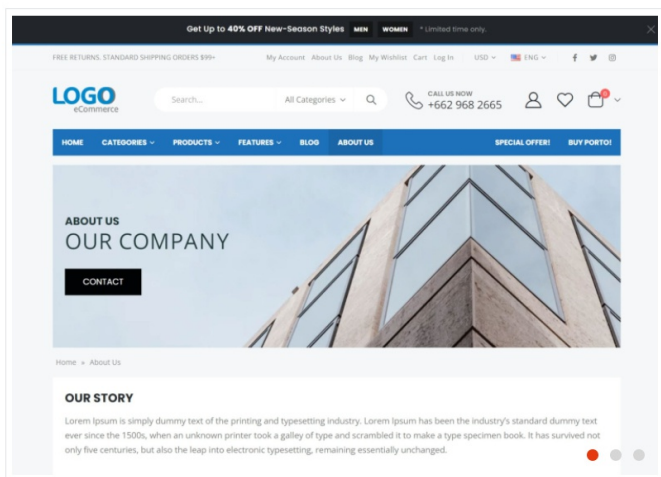 Get Up to 40% OFF New-Season Styles MEN WOMEN * Limited time only.
FREE RETURNS. STANDARD SHIPPING ORDERS $99+ My Account About Us Blog My Wishlist Cart Log In USD ENG
LOGO
eCommerce
Search... All Categories
CALL US NOW
+662 968 2665
0
HOME CATEGORIES PRODUCTS FEATURES BLOG ABOUT US SPECIAL OFFER! BUY PORTO!
ABOUT US
OUR COMPANY
CONTACT
Home » About Us
OUR STORY
Lorem Ipsum is simply dummy text of the printing and typesetting industry. Lorem Ipsum has been the industry's standard dummy text
ever since the 1500s, when an unknown printer took a galley of type and scrambled it to make a type specimen book. It has survived not
only five centuries, but also the leap into electronic typesetting, remaining essentially unchanged.